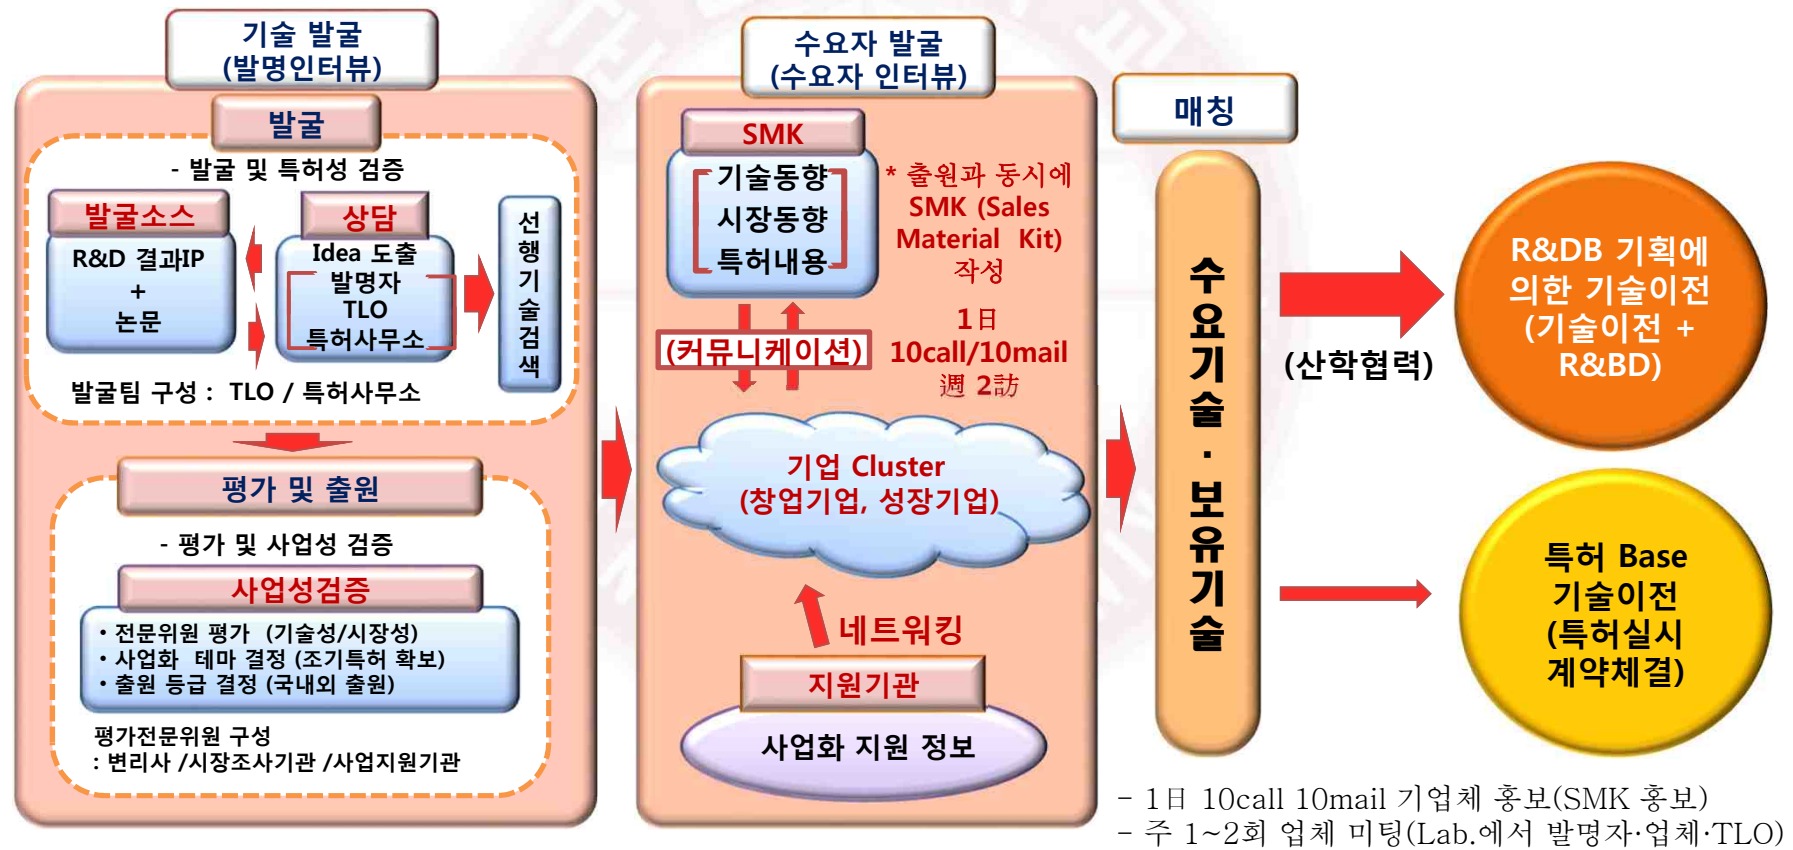 기술 발굴
(발명인터뷰)
발굴
- 발굴 및 특허성 검증
발굴소스
R&D 결과IP
+
논문
상담
Idea 도출
발명자
TLO
특허사무소
선
행
기
술
검
색
발굴팀 구성 : TLO / 특허사무소
평가 및 출원
- 평가 및 사업성 검증
사업성검증
• 전문위원 평가 (기술성/시장성)
• 사업화 테마 결정 (조기특허 확보)
• 출원 등급 결정 (국내외 출원)
평가전문위원 구성
: 변리사 /시장조사기관 /사업지원기관
수요자 발굴
(수요자 인터뷰)
SMK
기술동향
시장동향
특허내용
* 출원과 동시에
SMK (Sales
Material Kit)
작성
(커뮤니케이션)
1日
10call/10mail
週 2訪
기업 Cluster
(창업기업, 성장기업)
네트워킹
지원기관
사업화 지원 정보
매칭
수
요
기
술
·
보
유
기
술
(산학협력)
R&DB 기획에
의한 기술이전
(기술이전 +
R&BD)
특허 Base
기술이전
(특허실시
계약체결)
- 1日 10call 10mail 기업체 홍보(SMK 홍보)
- 주 1~2회 업체 미팅(Lab.에서 발명자·업체·TLO)